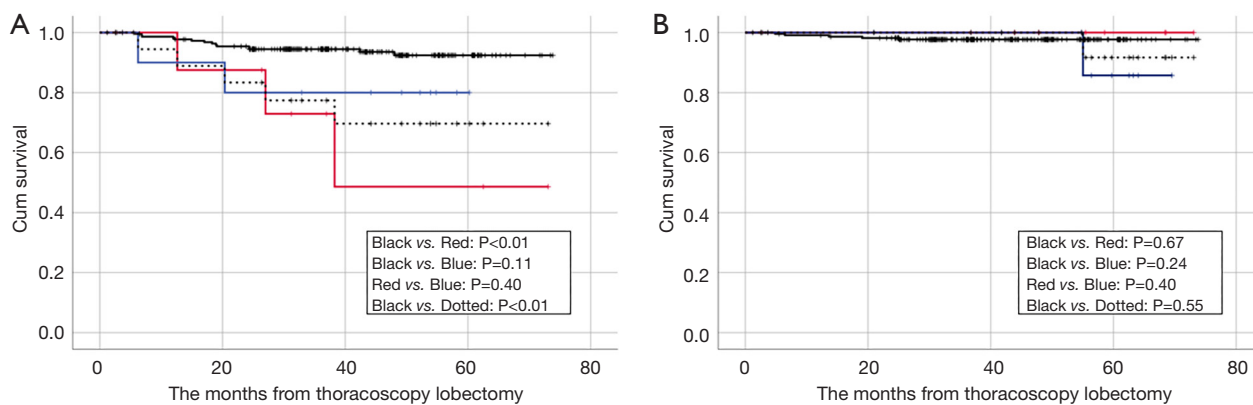 A
1.0
0.8
0.6
0.4
0.2
0.0
Cum survival
Black vs. Red: P<0.01
Black vs. Blue: P=0.11
Red vs. Blue: P=0.40
Black vs. Dotted: P<0.01
0 20 40 60 80
The months from thoracoscopy lobectomy
B
1.0
0.8
0.6
0.4
0.2
0.0
Cum survival
Black vs. Red: P=0.67
Black vs. Blue: P=0.24
Red vs. Blue: P=0.40
Black vs. Dotted: P=0.55
0 20 40 60 80
The months from thoracoscopy lobectomy